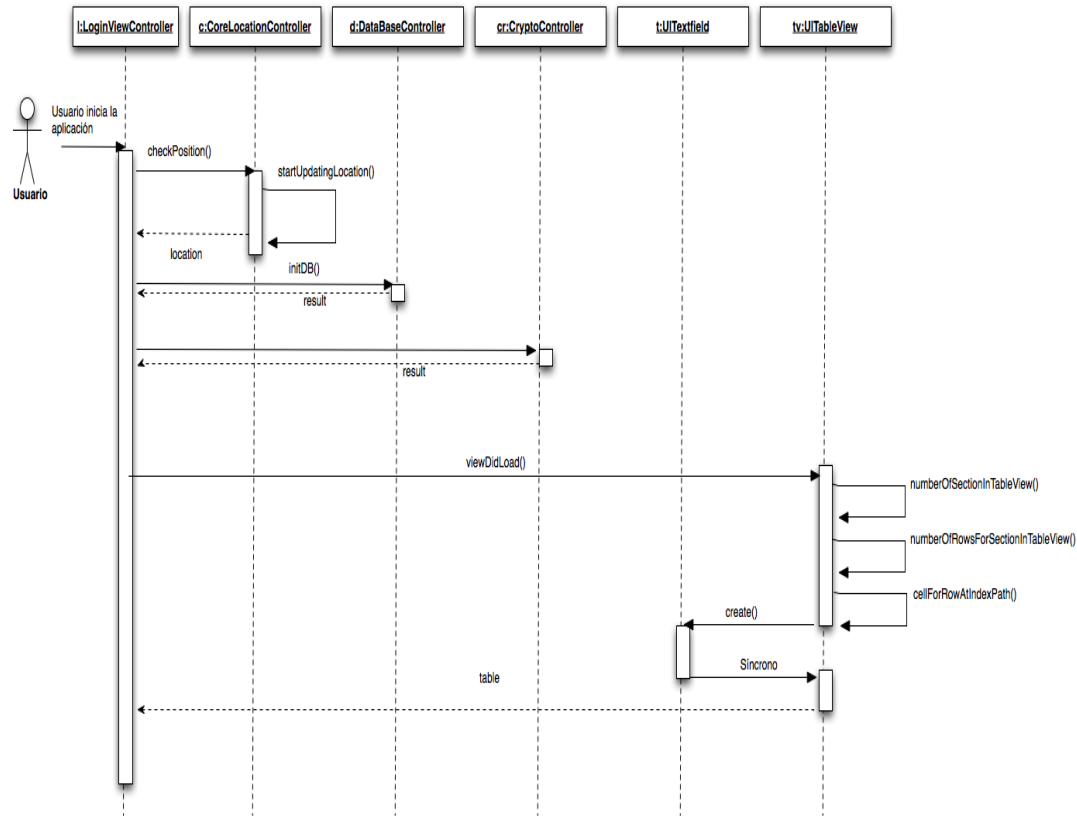 l:LoginViewController
c:CoreLocationController
d:DataBaseController
cr:CryptoController
t:UITextfield
tv:UITableView
Usuario inicia la
aplicación
Usuario
checkPosition()
startUpdatingLocation()
location
initDB()
result
result
viewDidLoad()
numberOfSectionInTableView()
numberOfRowsForSectionInTableView()
cellForRowAtIndexPath()
create()
Síncrono
table